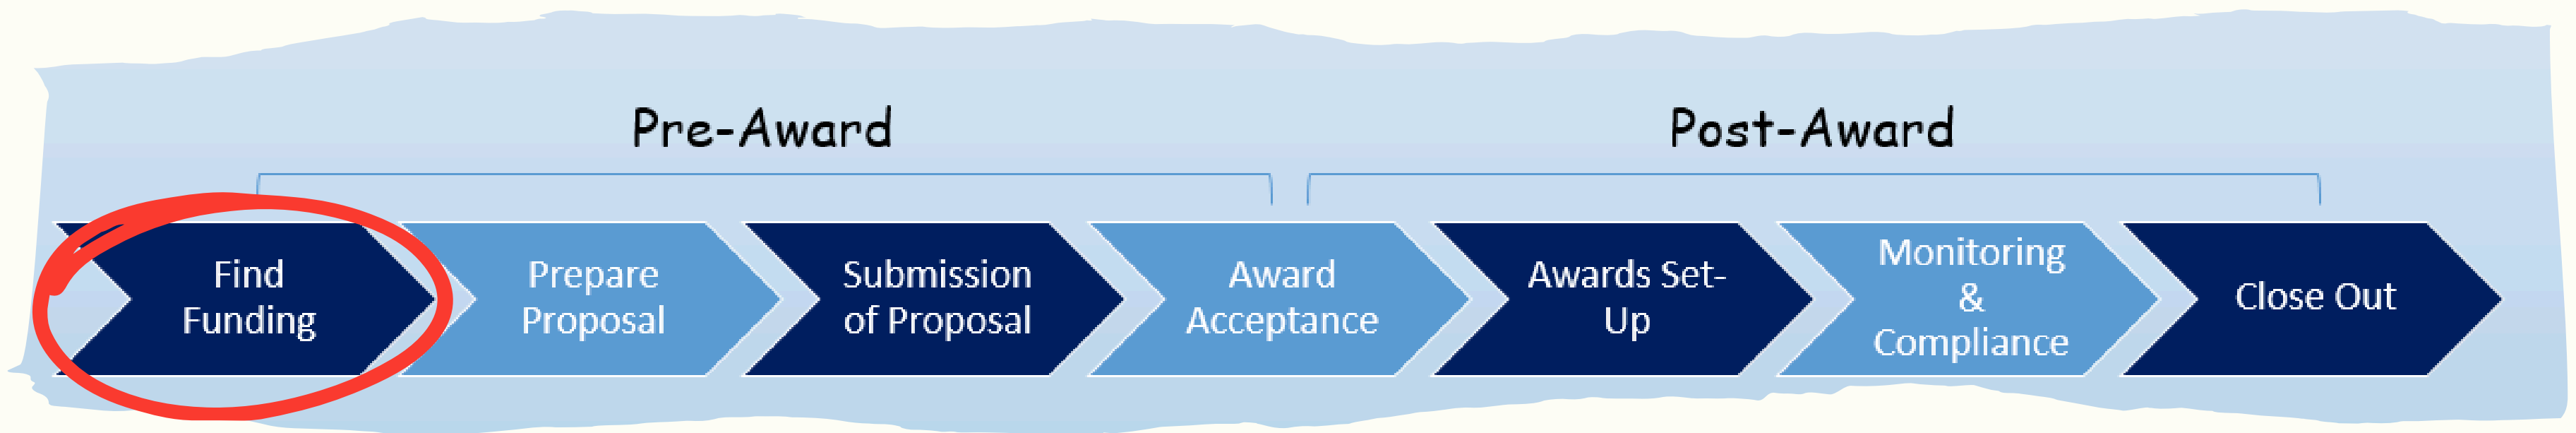 Pre-Award
Post-Award
Find
Funding
Prepare
Proposal
Submission
of Proposal
Award
Acceptance
Awards Set-
Up
Monitoring
&
Compliance
Close Out